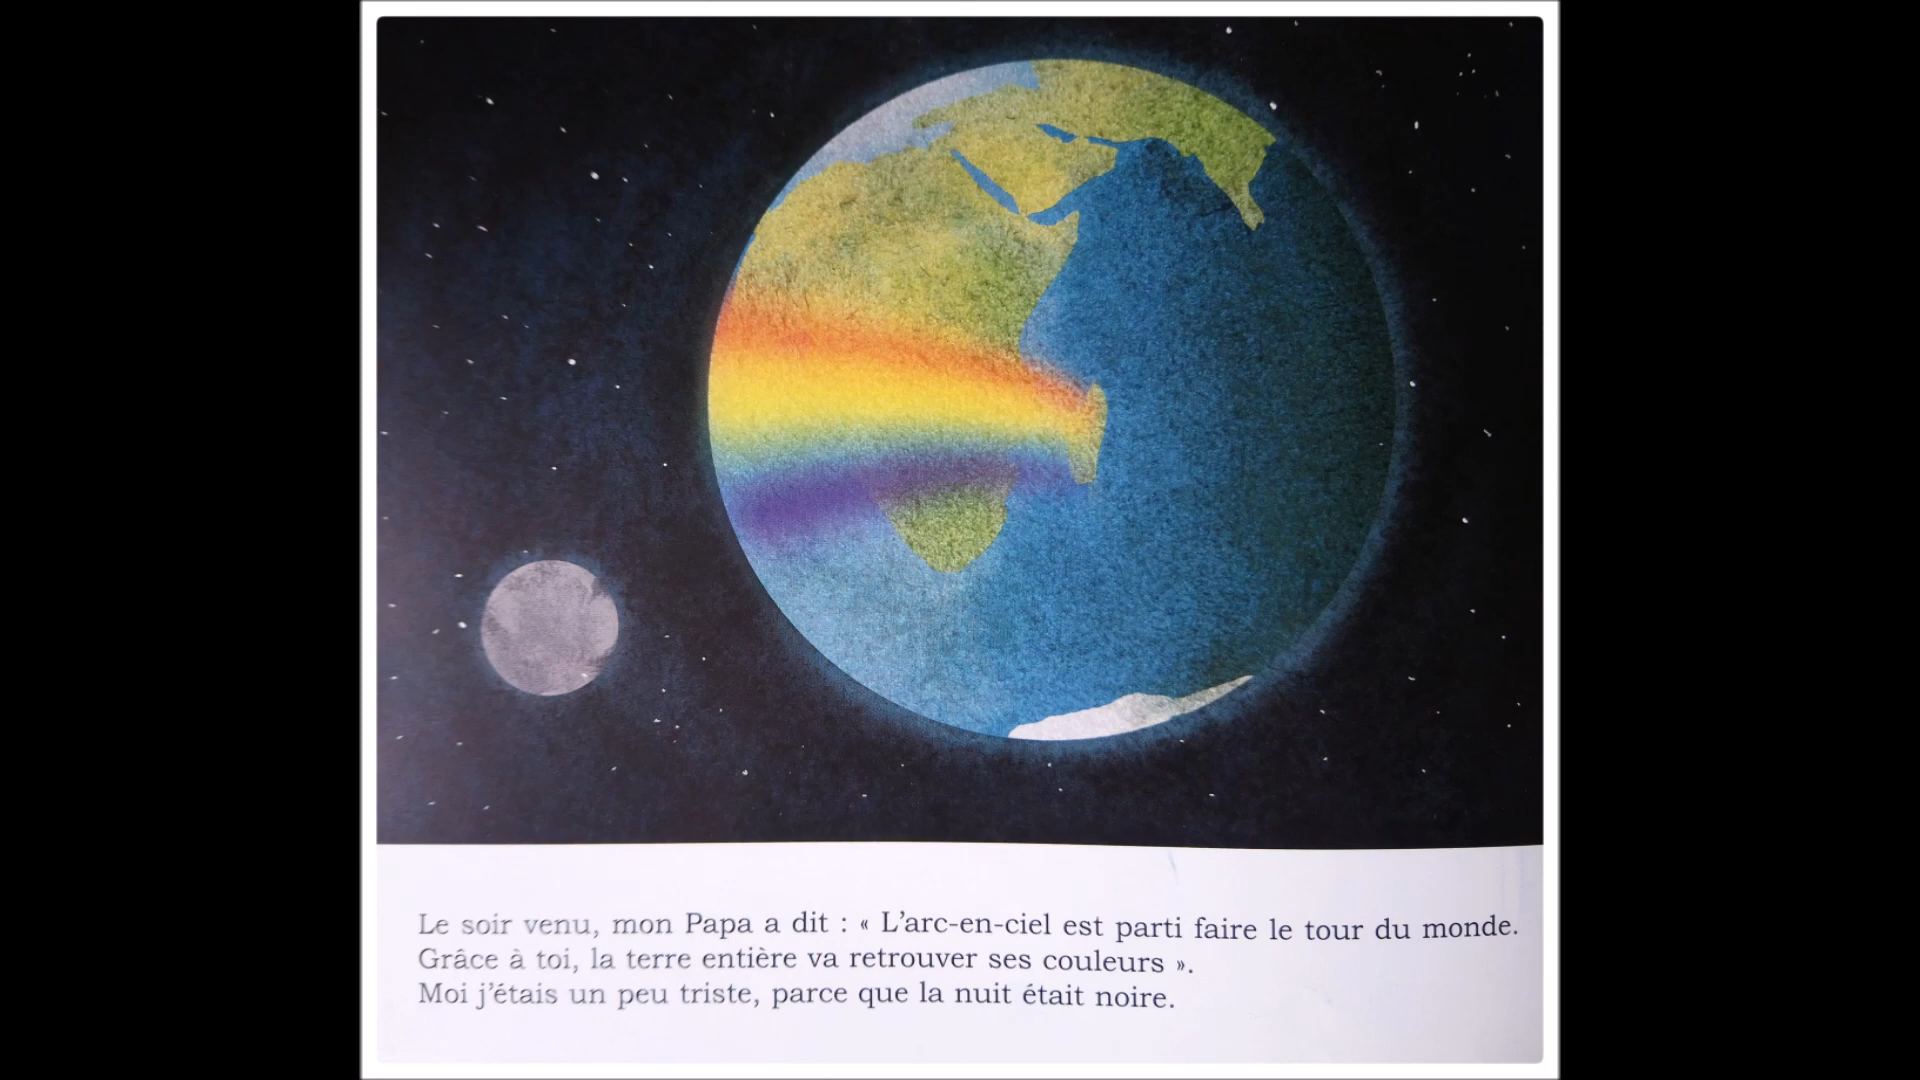 Le soir venu, mon Papa a dit : « L'arc-en-ciel est parti faire le tour du monde.
Grâce à toi, la terre entière va retrouver ses couleurs ».
Moi j'étais un peu triste, parce que la nuit était noire.